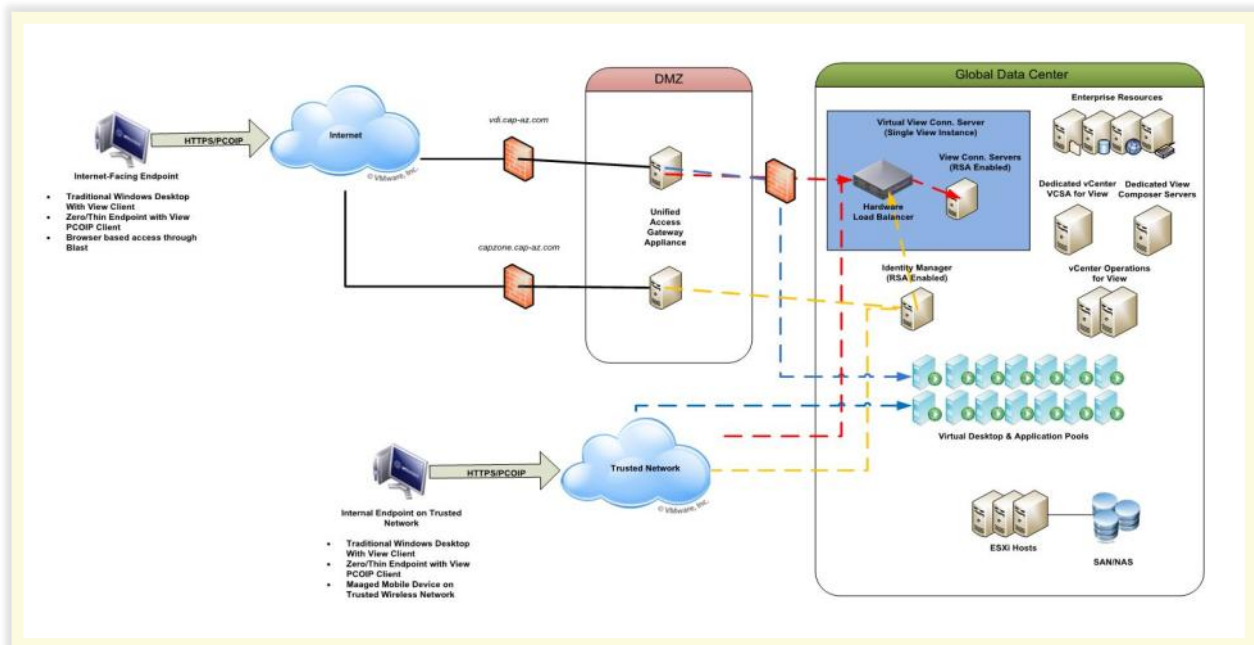 DMZ
Global Data Center
Enterprise Resources
vdi.cap-az.com
Virtual View Conn. Server
(Single View Instance)
HTTPS/PCOIP
Internet
© VMware, Inc.
View Conn. Servers
(RSA Enabled)
Internet-Facing Endpoint
• Traditional Windows Desktop
With View Client
• Zero/Thin Endpoint with View
PCOIP Client
• Browser based access through
Blast
Hardware
Load Balancer
Dedicated vCenter
VCSA for View
Dedicated View
Composer Servers
Unified
Access
Gateway
Appliance
capzone.cap-az.com
Identity Manager
(RSA Enabled)
vCenter Operations
for View
Virtual Desktop & Application Pools
HTTPS/PCOIP
Trusted Network
© VMware, Inc.
Internal Endpoint on Trusted
Network
• Traditional Windows Desktop
With View Client
• Zero/Thin Endpoint with View
PCOIP Client
• Maaged Mobile Device on
Trusted Wireless Network
ESXi Hosts
SAN/NAS